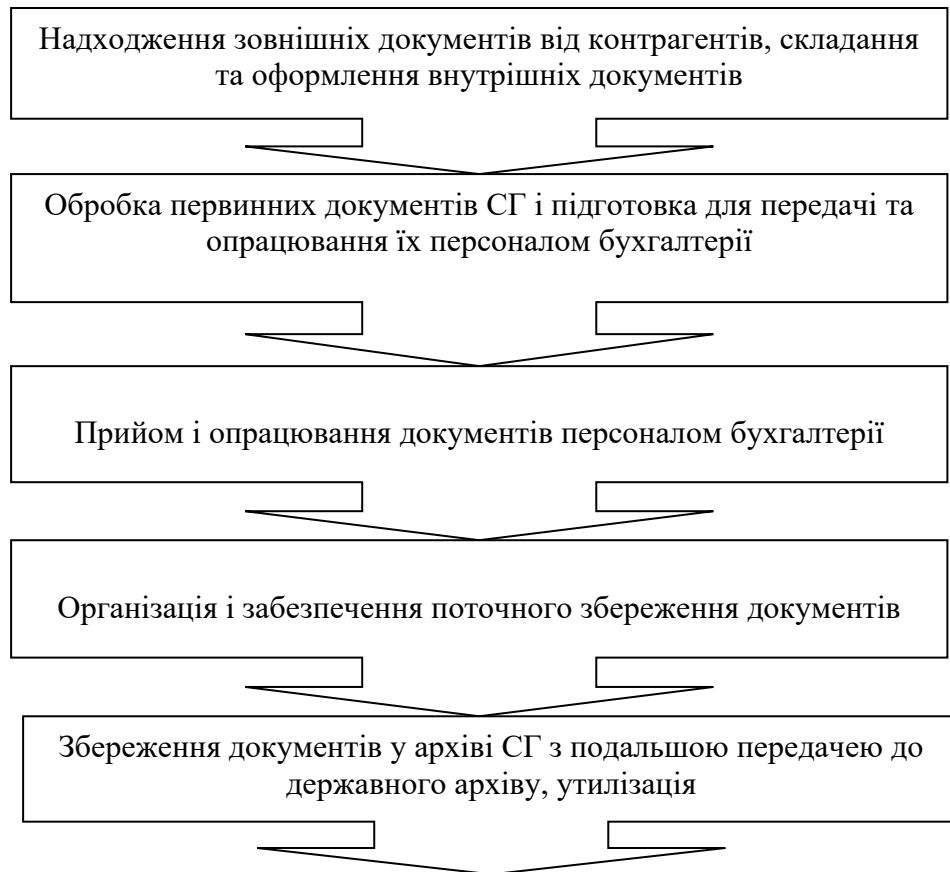 Надходження зовнішніх документів від контрагентів, складання
та оформлення внутрішніх документів
Обробка первинних документів СГ і підготовка для передачі та
опрацювання їх персоналом бухгалтерії
Прийом і опрацювання документів персоналом бухгалтерії
Організація і забезпечення поточного збереження документів
Збереження документів у архіві СГ з подальшою передачею до
державного архіву, утилізація